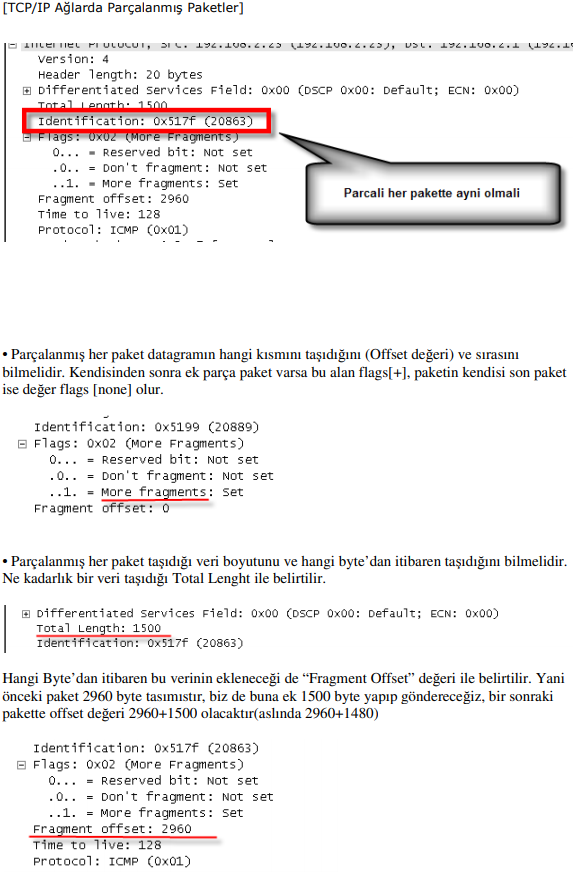 [TCP/IP Ağlarda Parçalanmış Paketler]
Internet Protocol, Src: 192.168.2.23 (192.168.2.23), Dst: 192.168.2.1
Version: 4
Header length: 20 bytes
Differentiated Services Field: 0x00 (DSCP 0x00: Default; ECN: 0x00)
Total Length: 1500
Identification: 0x517f (20863)
Flags: 0x02 (More Fragments)
0... = Reserved bit: Not set
.0.. = Don't fragment: Not set
..1. = More fragments: Set
Fragment offset: 2960
Time to live: 128
Protocol: ICMP (0x01)
Parcali her pakette ayni olmali
• Parçalanmış her paket datagramın hangi kısmını taşıdığını (Offset değeri) ve sırasını
bilmelidir. Kendisinden sonra ek parça paket varsa bu alan flags[+], paketin kendisi son paket
ise değer flags [none] olur.
Identification: 0x5199 (20889)
Flags: 0x02 (More Fragments)
0... = Reserved bit: Not set
.0.. = Don't fragment: Not set
..1. = More fragments: Set
Fragment offset: 0
• Parçalanmış her paket taşıdığı veri boyutunu ve hangi byte'dan itibaren taşıdığını bilmelidir.
Ne kadarlık bir veri taşıdığı Total Lenght ile belirtilir.
Differentiated Services Field: 0x00 (DSCP 0x00: Default; ECN: 0x00)
Total Length: 1500
Identification: 0x517f (20863)
Hangi Byte'dan itibaren bu verinin ekleneceği de “Fragment Offset” değeri ile belirtilir. Yani
önceki paket 2960 byte tasımıstır, biz de buna ek 1500 byte yapıp göndereceğiz, bir sonraki
pakette offset değeri 2960+1500 olacaktır(aslında 2960+1480)
Identification: 0x517f (20863)
Flags: 0x02 (More Fragments)
0... = Reserved bit: Not set
.0.. = Don't fragment: Not set
..1. = More fragments: Set
Fragment offset: 2960
Time to live: 128
Protocol: ICMP (0x01)